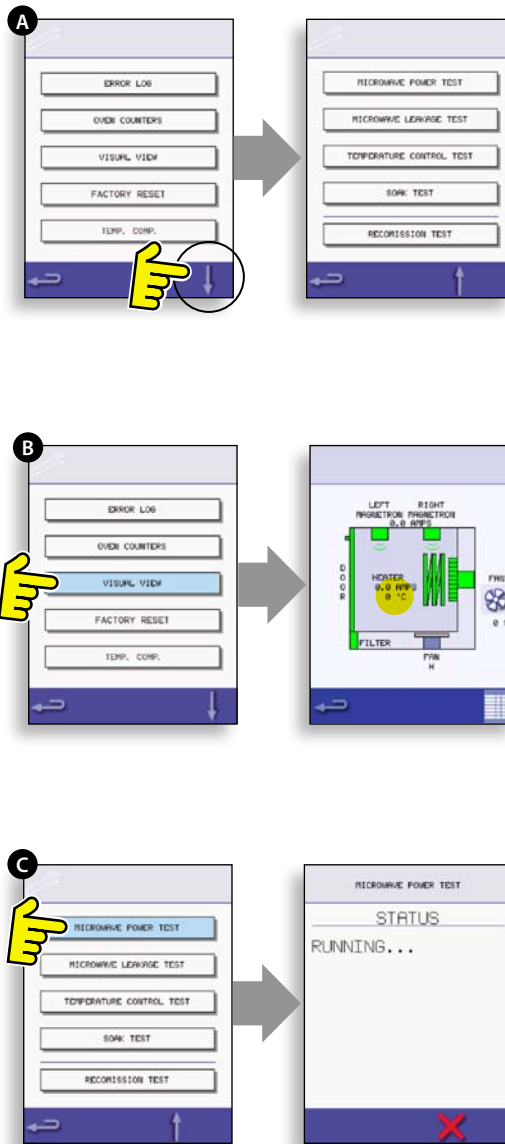 A
ERROR LOG
OVEN COUNTERS
VISUAL VIEW
FACTORY RESET
TEMP. COMP.
MICROWAVE POWER TEST
MICROWAVE LEAKAGE TEST
TEMPERATURE CONTROL TEST
SOAK TEST
RECOMISSION TEST
B
ERROR LOG
OVEN COUNTERS
VISUAL VIEW
FACTORY RESET
TEMP. COMP.
LEFT RIGHT
MAGNETRON MAGNETRON
0.0 AMPS
DOOR
HEATER
0.0 AMPS
0 °C
FILTER
FAN
H
FAN
0
C
MICROWAVE POWER TEST
MICROWAVE LEAKAGE TEST
TEMPERATURE CONTROL TEST
SOAK TEST
RECOMISSION TEST
MICROWAVE POWER TEST
STATUS
RUNNING...